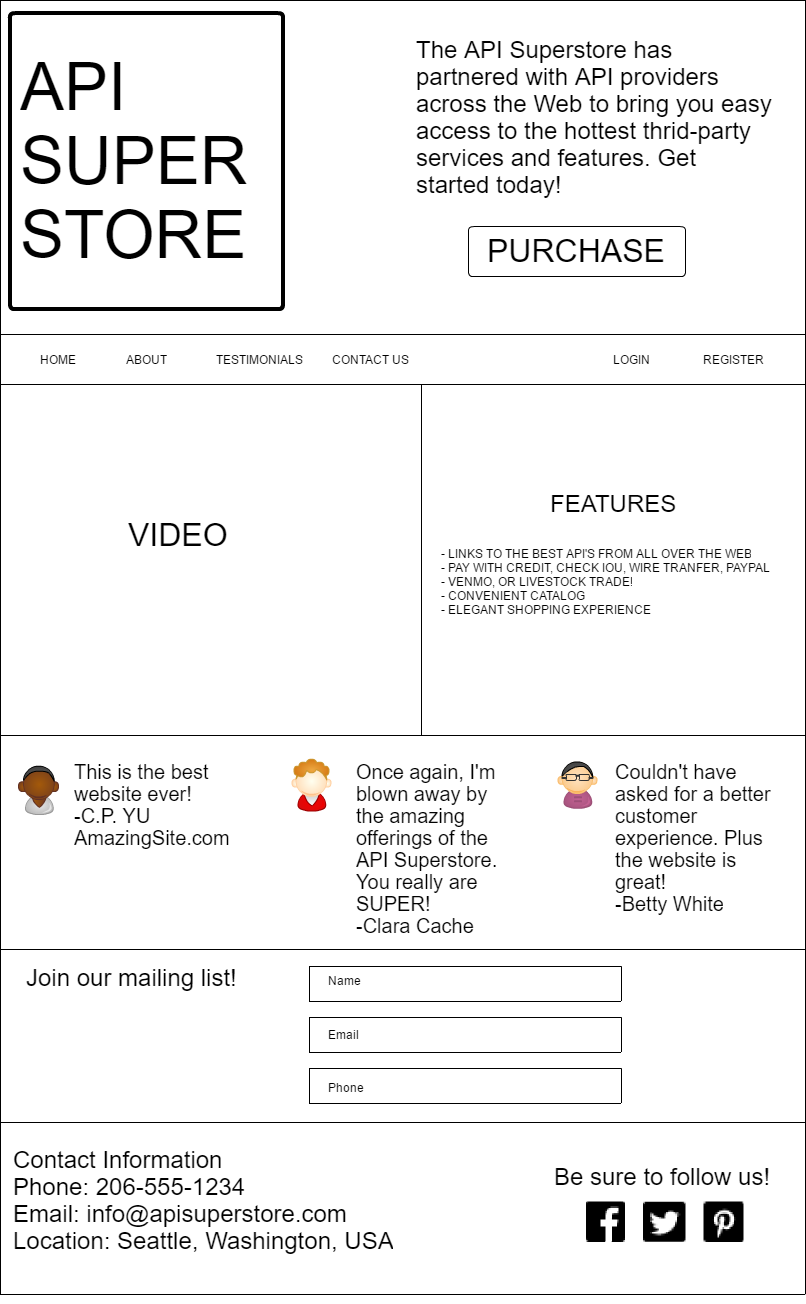 API
SUPER
STORE
The API Superstore has
partnered with API providers
across the Web to bring you easy
access to the hottest thrid-party
services and features. Get
started today!
PURCHASE
HOME ABOUT TESTIMONIALS CONTACT US LOGIN REGISTER
VIDEO
FEATURES
- LINKS TO THE BEST API'S FROM ALL OVER THE WEB
- PAY WITH CREDIT, CHECK IOU, WIRE TRANFER, PAYPAL
- VENMO, OR LIVESTOCK TRADE!
- CONVENIENT CATALOG
- ELEGANT SHOPPING EXPERIENCE
This is the best
website ever!
-C.P. YU
AmazingSite.com
Once again, I'm
blown away by
the amazing
offerings of the
API Superstore.
You really are
SUPER!
-Clara Cache
Couldn't have
asked for a better
customer
experience. Plus
the website is
great!
-Betty White
Join our mailing list!
Name
Email
Phone
Contact Information
Phone: 206-555-1234
Email: info@apisuperstore.com
Location: Seattle, Washington, USA
Be sure to follow us!